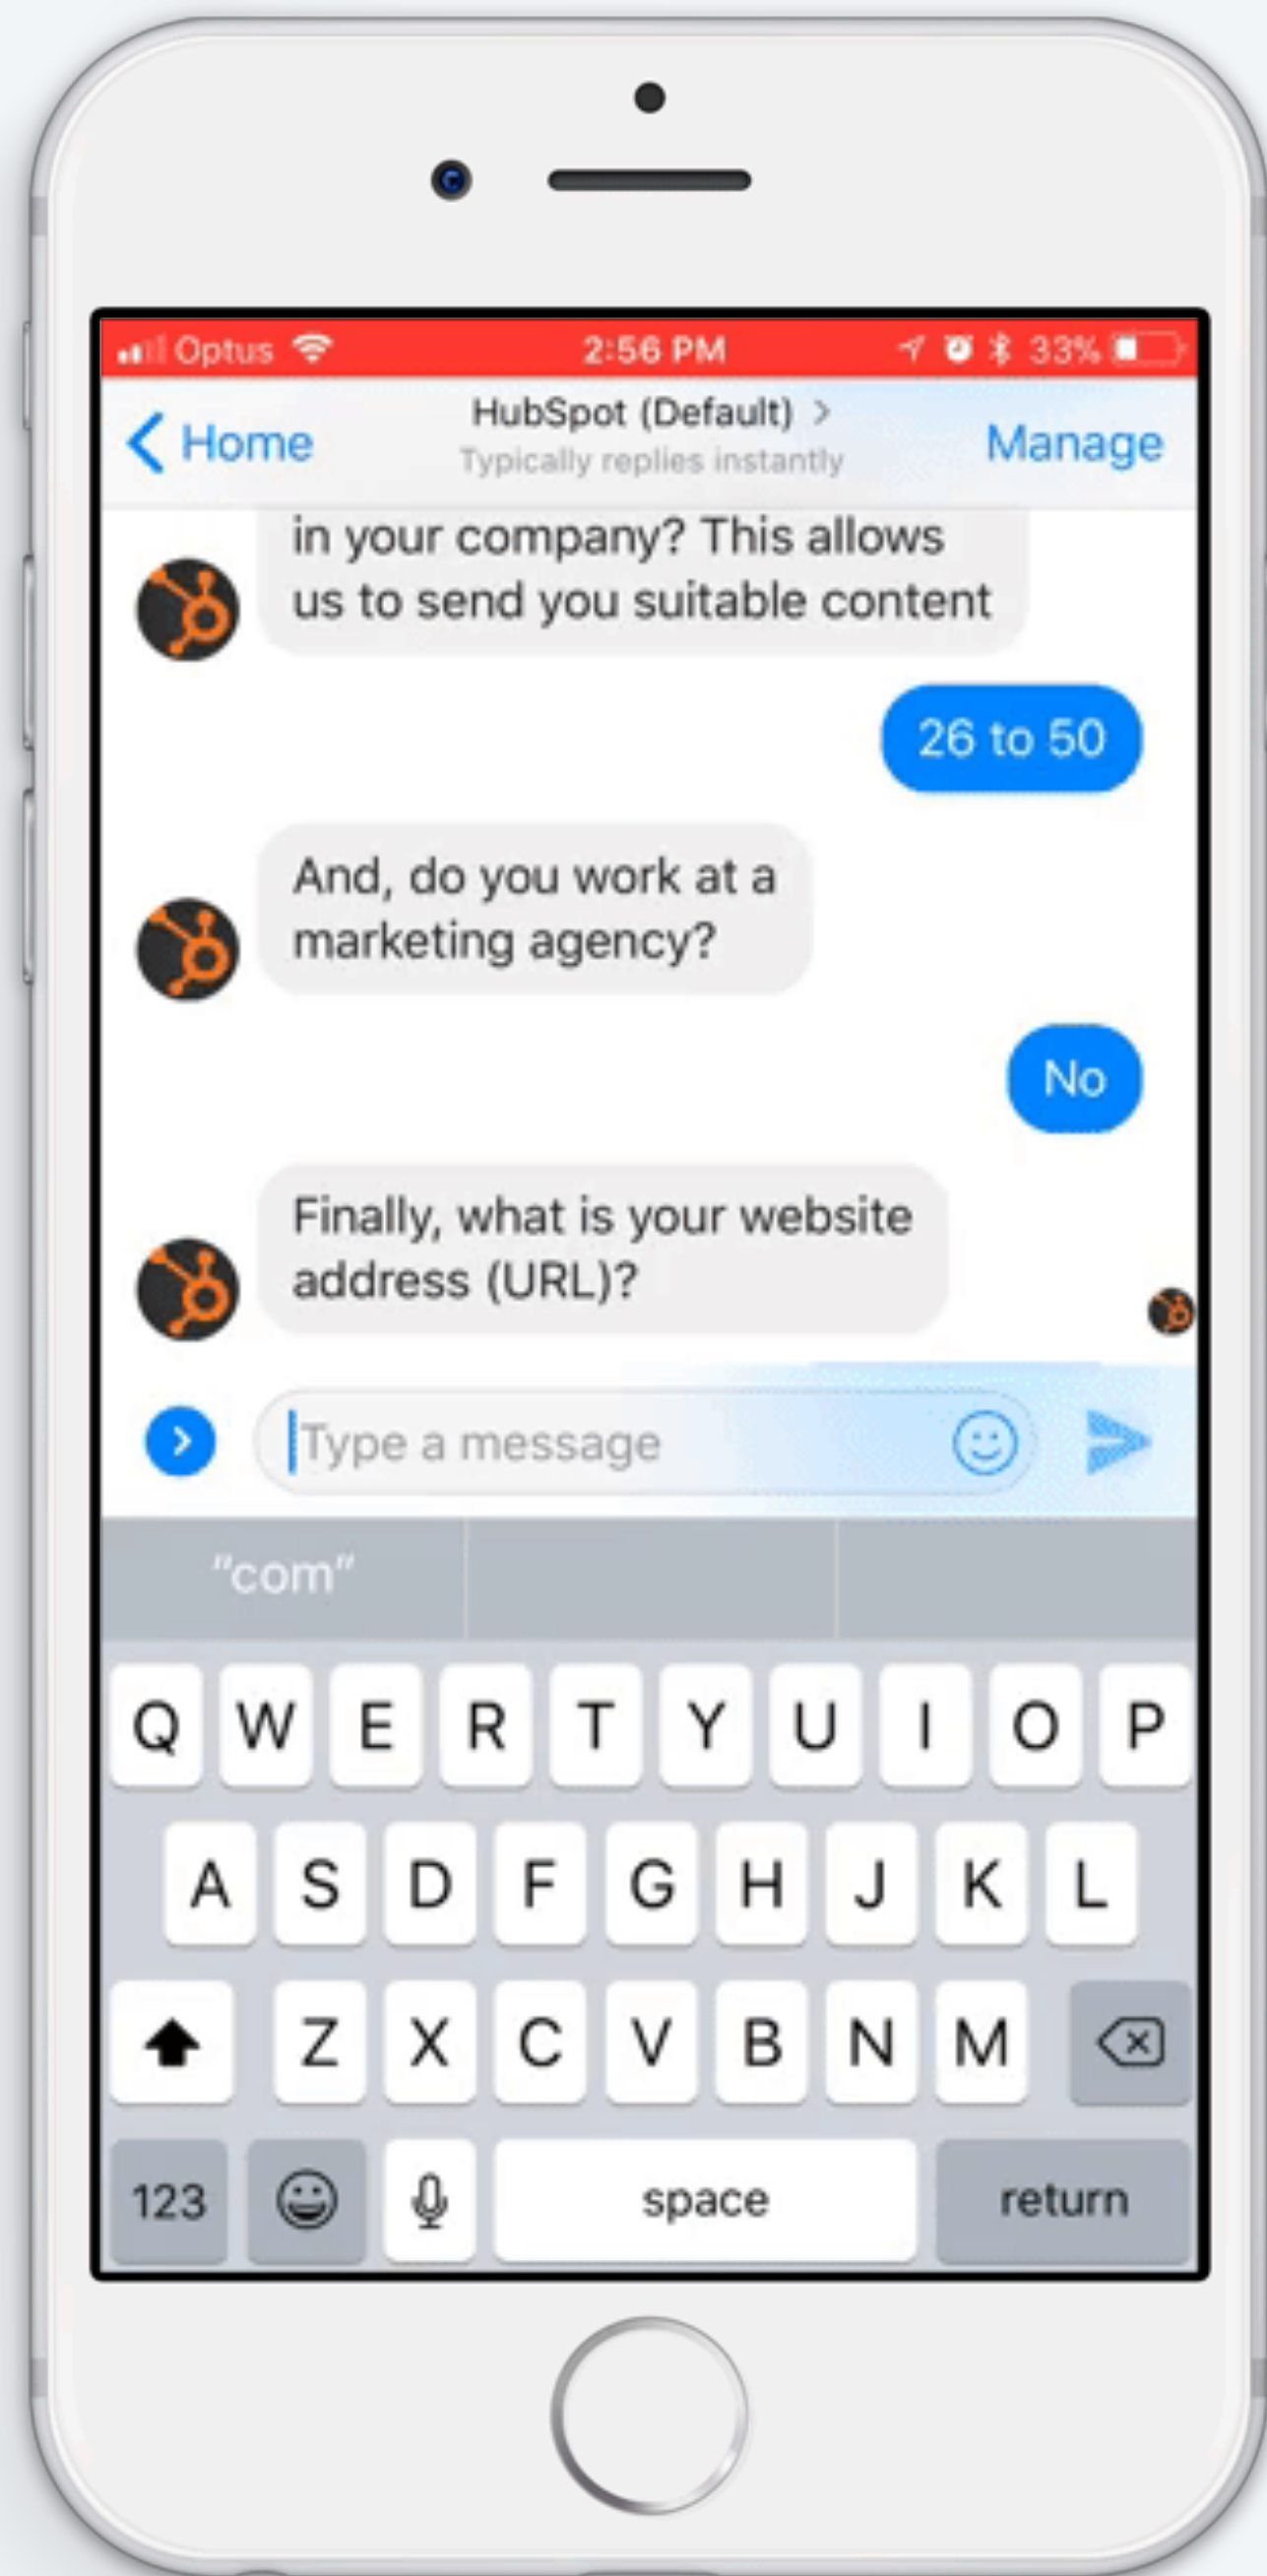 Optus 2:56 PM 33%
Home HubSpot (Default) > Manage
Typically replies instantly
in your company? This allows
us to send you suitable content
26 to 50
And, do you work at a
marketing agency?
No
Finally, what is your website
address (URL)?
Type a message
"com"
Q W E R T Y U I O P
A S D F G H J K L
Z X C V B N M
123 space return